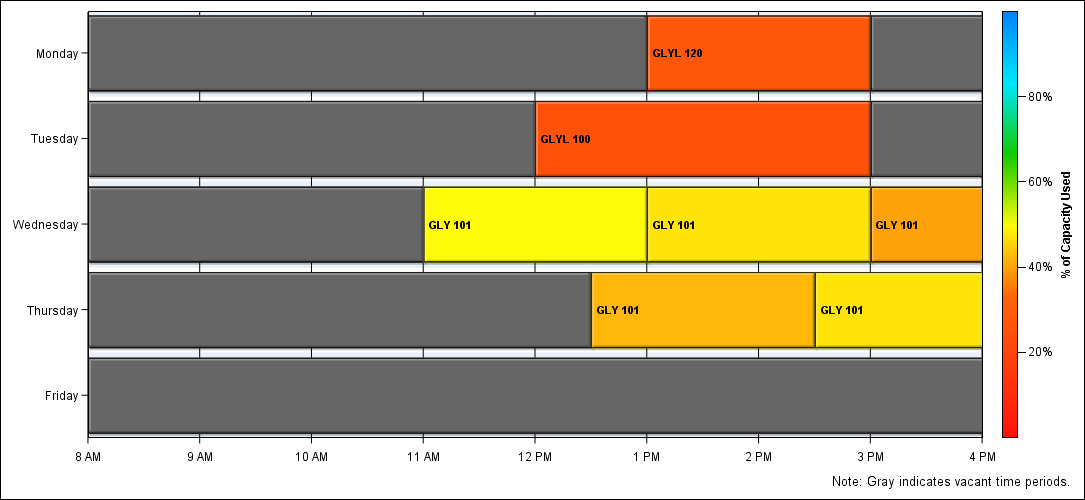 Monday
GLYL 120
Tuesday
GLYL 100
Wednesday
GLY 101
GLY 101
GLY 101
Thursday
GLY 101
GLY 101
Friday
8 AM
9 AM
10 AM
11 AM
12 PM
1 PM
2 PM
3 PM
4 PM
80%
60%
40%
20%
% of Capacity Used
Note: Gray indicates vacant time periods.